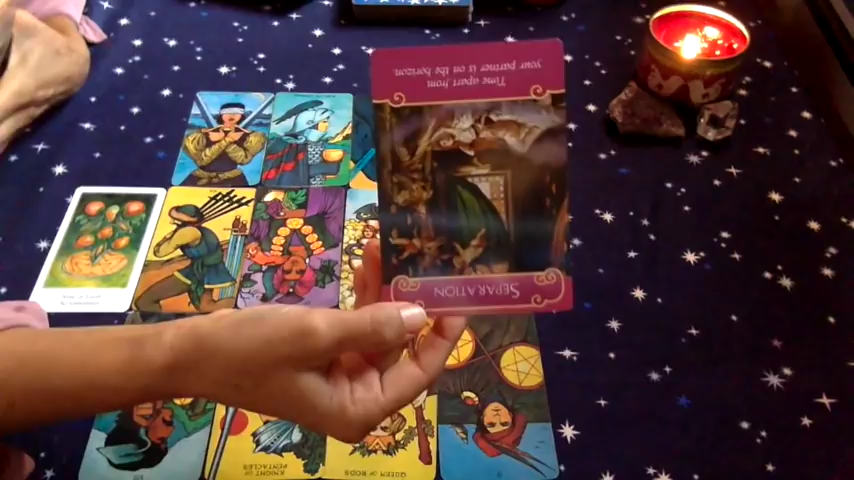 Time apart from
your partner is on the horizon.
SEPARATION
KNIGHT OF
PENTACLES
QUEEN OF RODS